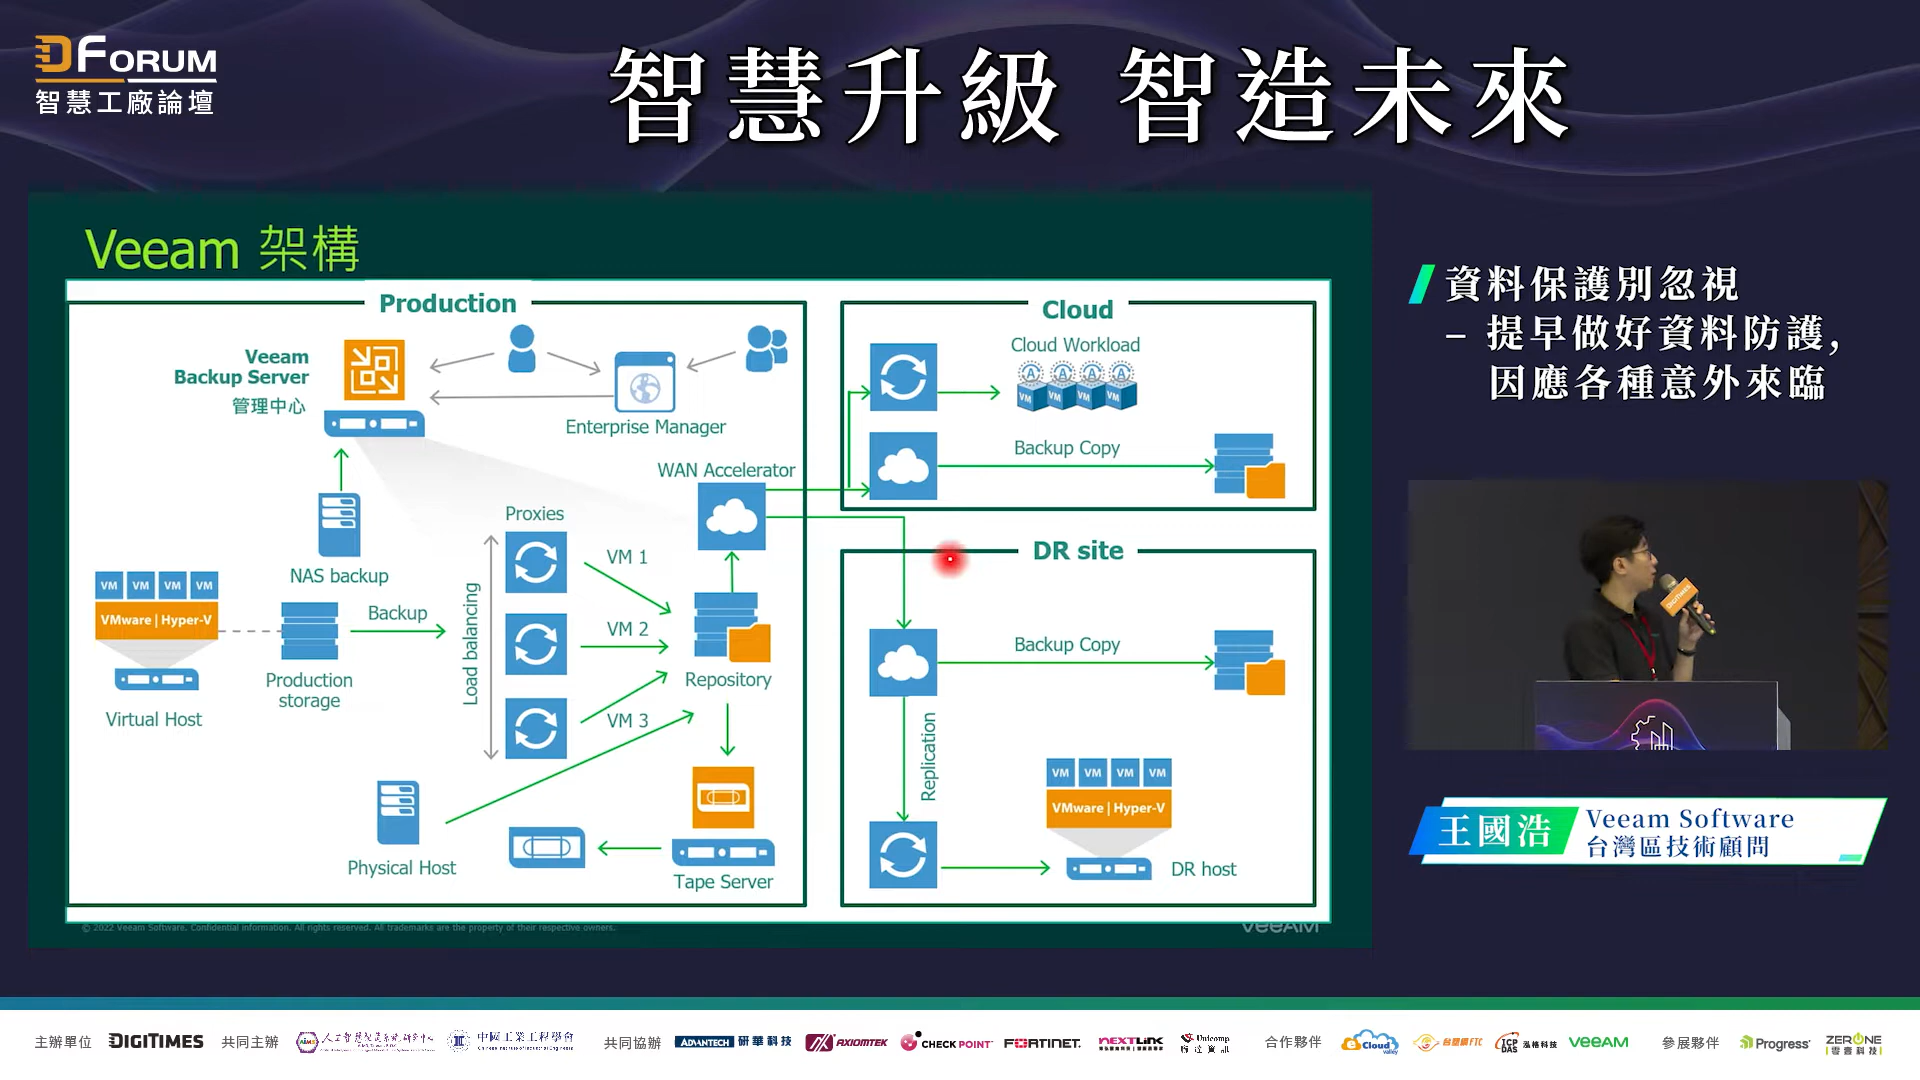 DFORUM
智慧工廠論壇
智慧升級 智造未來
Veeam 架構
Production
Veeam
Backup Server
管理中心
Enterprise Manager
WAN Accelerator
NAS backup
Proxies
Load balancing
VM 1
VM 2
VM 3
VM VM VM VM
VMware | Hyper-V
Virtual Host
Production
storage
Backup
Repository
Physical Host
Tape Server
Cloud
Cloud Workload
A A A A
VM VM VM VM
Backup Copy
DR site
Backup Copy
Replication
VM VM VM VM
VMware | Hyper-V
DR host
© 2022 Veeam Software. Confidential information. All rights reserved. All trademarks are the property of their respective owners.
VEEAM
資料保護別忽視
– 提早做好資料防護,
因應各種意外來臨
DIGITIMES
王國浩
Veeam Software
台灣區技術顧問
主辦單位 DIGITIMES 共同主辦 中國工業工程學會 共同協辦 ADVANTECH 研華科技 AXIOMTEK CHECK POINT FORTINET NEXTLINK Unicomp 合作夥伴 Cloud valley 台塑網FTC ICP DAS 泓格科技 VEEAM 參展夥伴 Progress ZERONE 零壹科技